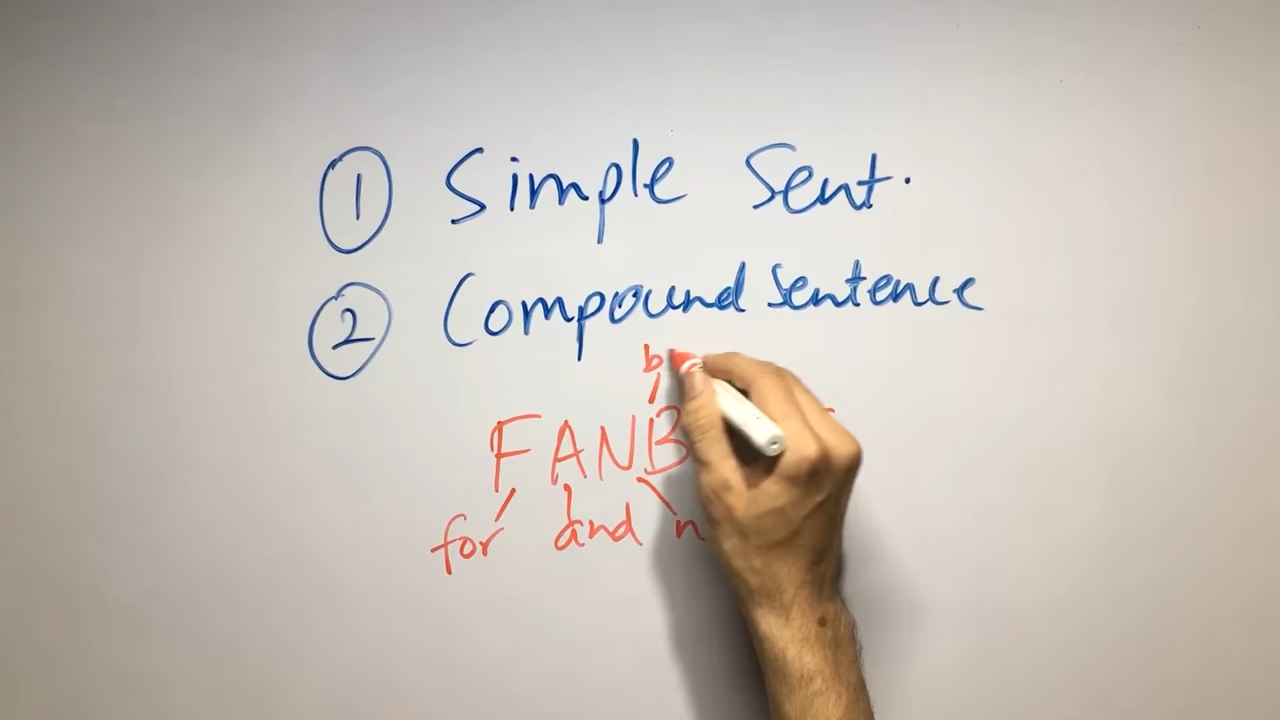 1 Simple Sent.
2 Compound sentence
b
FANB
for and n